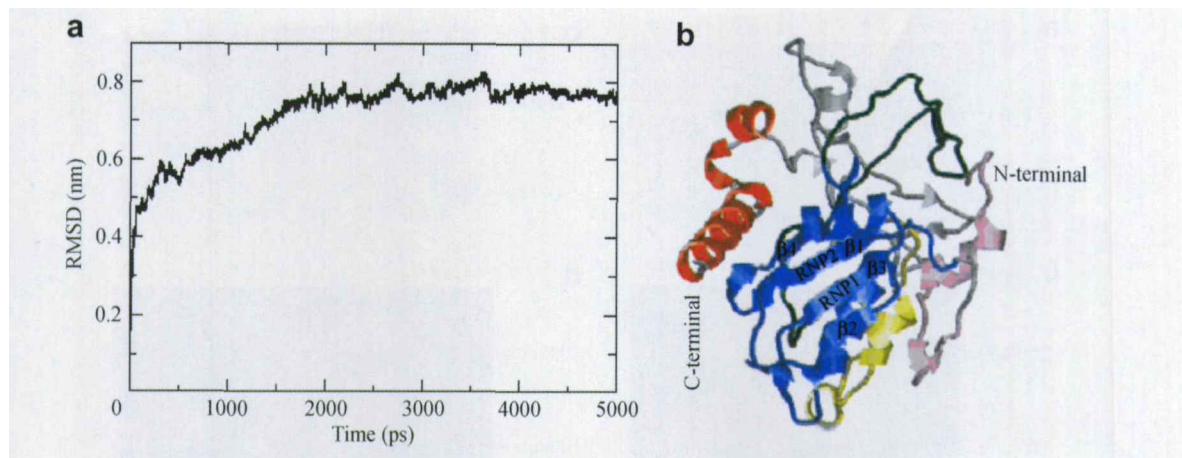 a
0.8
0.6
0.4
0.2
RMSD (nm)
0 1000 2000 3000 4000 5000
Time (ps)
b
N-terminal
C-terminal
β4 RNP2 β1
RNP1 β3
β2